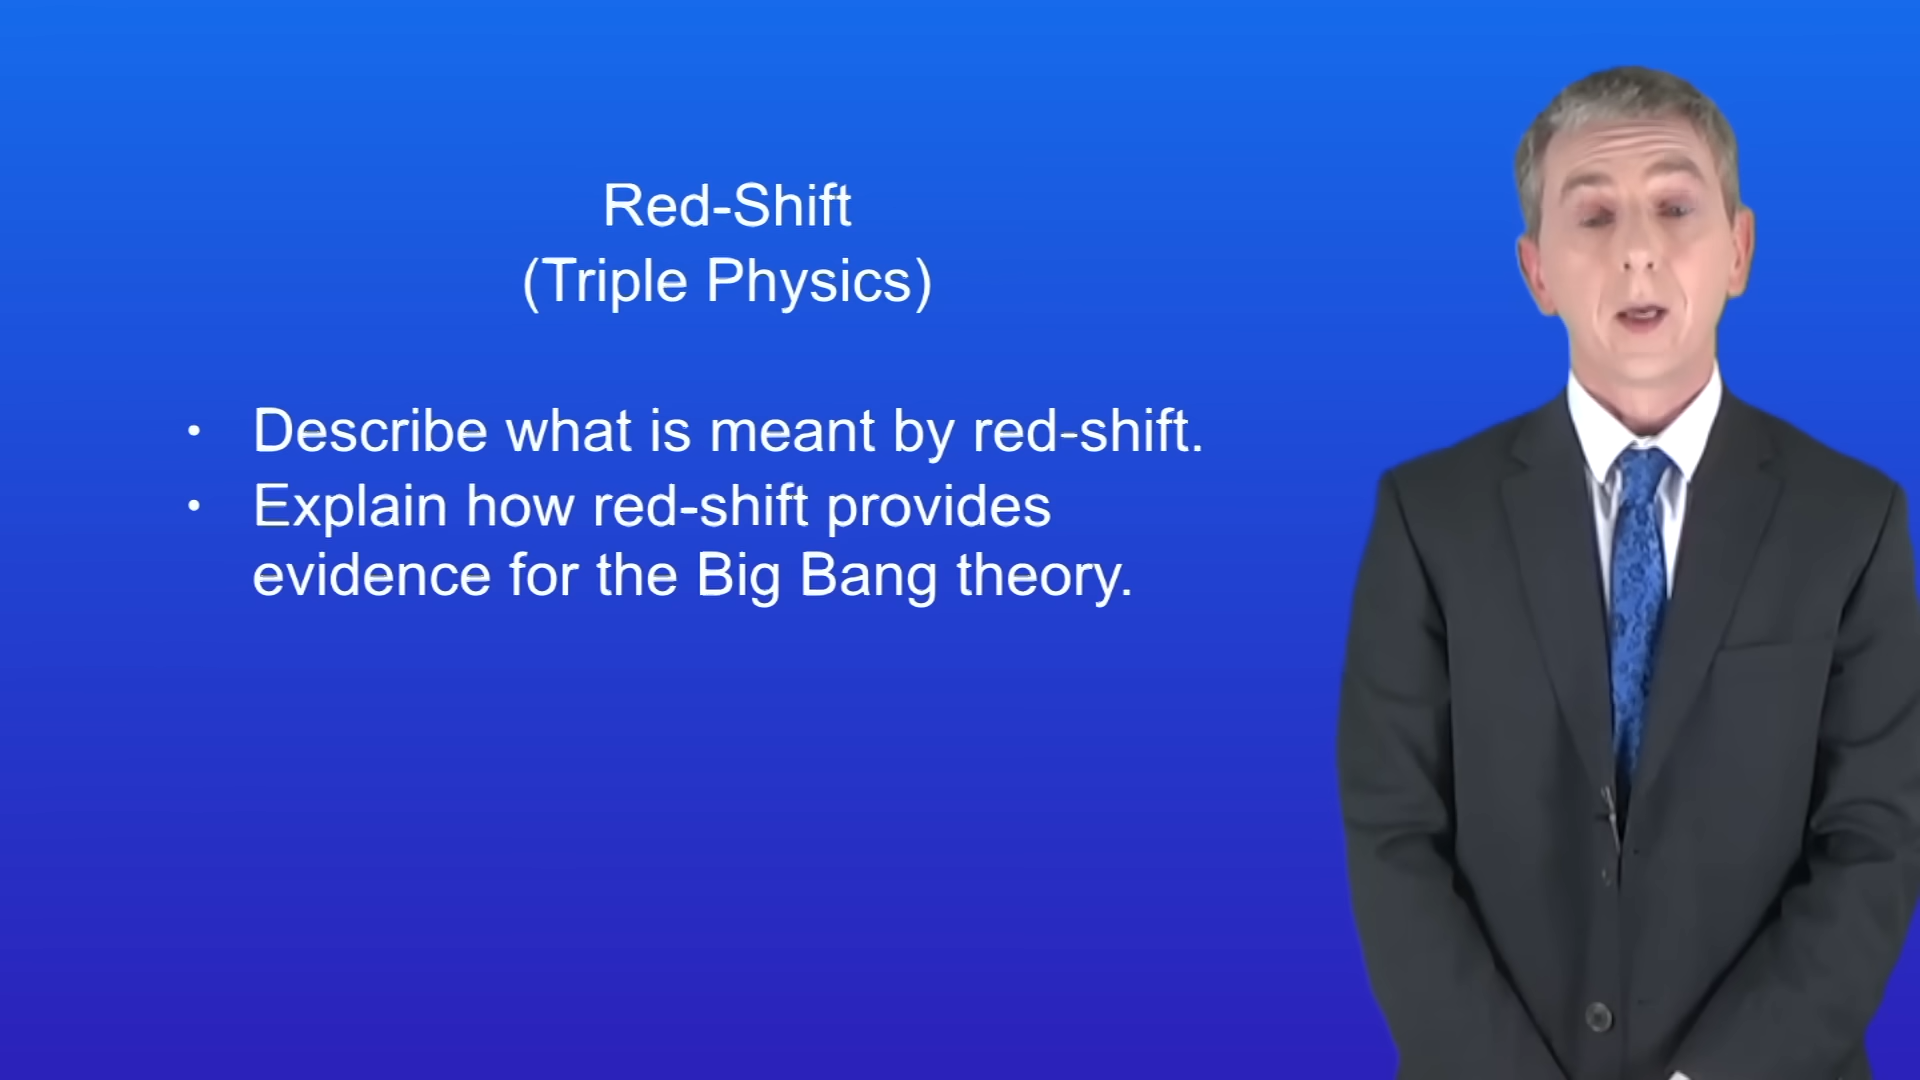 Red-Shift
(Triple Physics)
• Describe what is meant by red-shift.
• Explain how red-shift provides
evidence for the Big Bang theory.